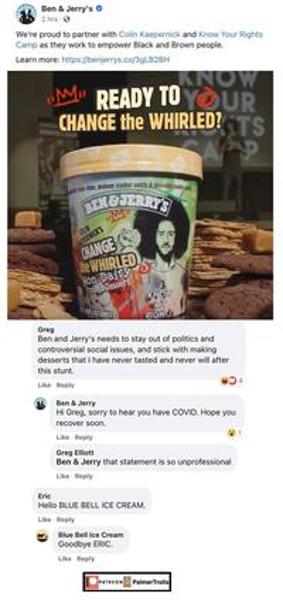 Ben & Jerry's
2 hrs
We're proud to partner with Colin Kaepernick and Know Your Rights
Camp as they work to empower Black and Brown people.
Learn more: https://benjerrys.co/3gLB2BH
KNOW
YOUR
CAMP
READY TO
CHANGE the WHIRLED?
BEN & JERRY'S
CHANGE
the WHIRLED
Non-Dairy
Greg
Ben and Jerry's needs to stay out of politics and
controversial social issues, and stick with making
desserts that I have never tasted and never will after
this stunt.
4
Like Reply
Ben & Jerry
Hi Greg, sorry to hear you have COVID. Hope you
recover soon.
1
Like Reply
Greg Elliott
Ben & Jerry that statement is so unprofessional
Like Reply
Eric
Hello BLUE BELL ICE CREAM.
Like Reply
Blue Bell Ice Cream
Goodbye ERIC.
Like Reply
PATREON PalmerTrolls